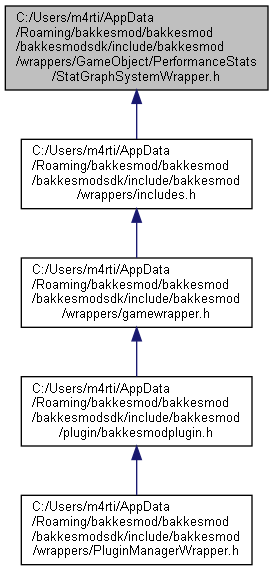 C:/Users/m4rti/AppData
/Roaming/bakkesmod/bakkesmod
/bakkesmodsdk/include/bakkesmod
/wrappers/GameObject/PerformanceStats
/StatGraphSystemWrapper.h
C:/Users/m4rti/AppData
/Roaming/bakkesmod/bakkesmod
/bakkesmodsdk/include/bakkesmod
/wrappers/includes.h
C:/Users/m4rti/AppData
/Roaming/bakkesmod/bakkesmod
/bakkesmodsdk/include/bakkesmod
/wrappers/gamewrapper.h
C:/Users/m4rti/AppData
/Roaming/bakkesmod/bakkesmod
/bakkesmodsdk/include/bakkesmod
/plugin/bakkesmodplugin.h
C:/Users/m4rti/AppData
/Roaming/bakkesmod/bakkesmod
/bakkesmodsdk/include/bakkesmod
/wrappers/PluginManagerWrapper.h